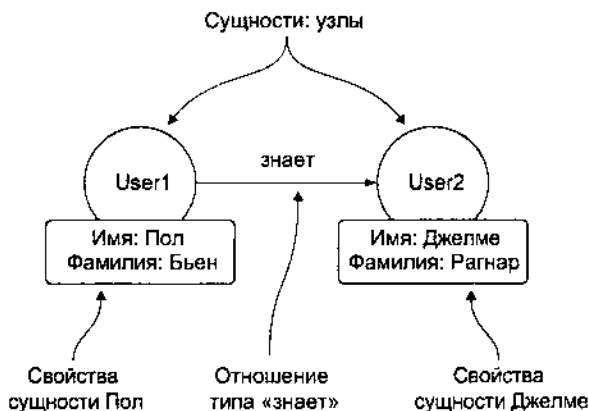 Сущности: узлы
знает
User1
User2
Имя: Пол
Фамилия: Бьен
Имя: Джелме
Фамилия: Рагнар
Свойства
сущности Пол
Отношение
типа «знает»
Свойства
сущности Джелме